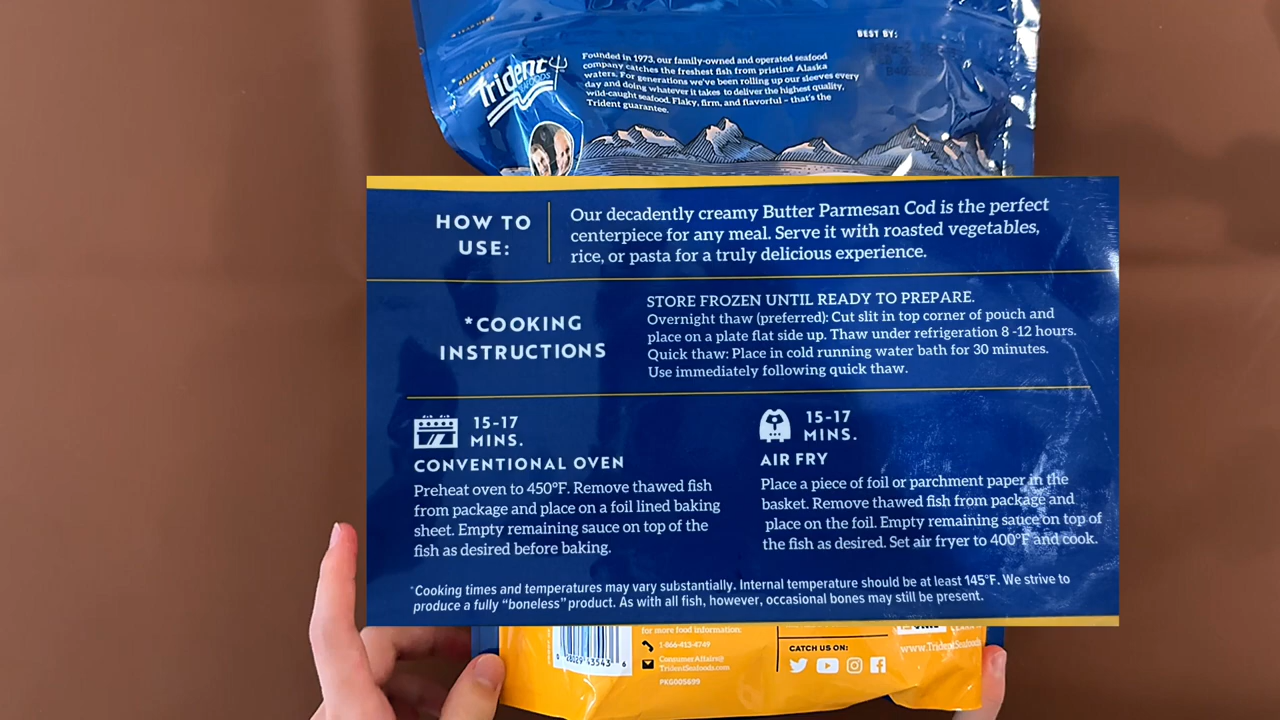 RESEALABLE
BEST BY:
Trident
SEAFOODS
Founded in 1973, our family-owned and operated seafood
company catches the freshest fish from pristine Alaska
waters. For generations we've been rolling up our sleeves every
day and doing whatever it takes to deliver the highest quality,
wild-caught seafood. Flaky, firm, and flavorful – that's the
Trident guarantee.
HOW TO
USE:
Our decadently creamy Butter Parmesan Cod is the perfect
centerpiece for any meal. Serve it with roasted vegetables,
rice, or pasta for a truly delicious experience.
*COOKING
INSTRUCTIONS
STORE FROZEN UNTIL READY TO PREPARE.
Overnight thaw (preferred): Cut slit in top corner of pouch and
place on a plate flat side up. Thaw under refrigeration 8 -12 hours.
Quick thaw: Place in cold running water bath for 30 minutes.
Use immediately following quick thaw.
15-17
MINS.
CONVENTIONAL OVEN
Preheat oven to 450°F. Remove thawed fish
from package and place on a foil lined baking
sheet. Empty remaining sauce on top of the
fish as desired before baking.
15-17
MINS.
AIR FRY
Place a piece of foil or parchment paper in the
basket. Remove thawed fish from package and
place on the foil. Empty remaining sauce on top of
the fish as desired. Set air fryer to 400°F and cook.
*Cooking times and temperatures may vary substantially. Internal temperature should be at least 145°F. We strive to
produce a fully "boneless" product. As with all fish, however, occasional bones may still be present.
for more food information.
1-866-413-4749
ConsumerAffairs@
TridentSeafoods.com
PKG005699
0 28029 43543 6
CATCH US ON:
www.TridentSeafoods.com